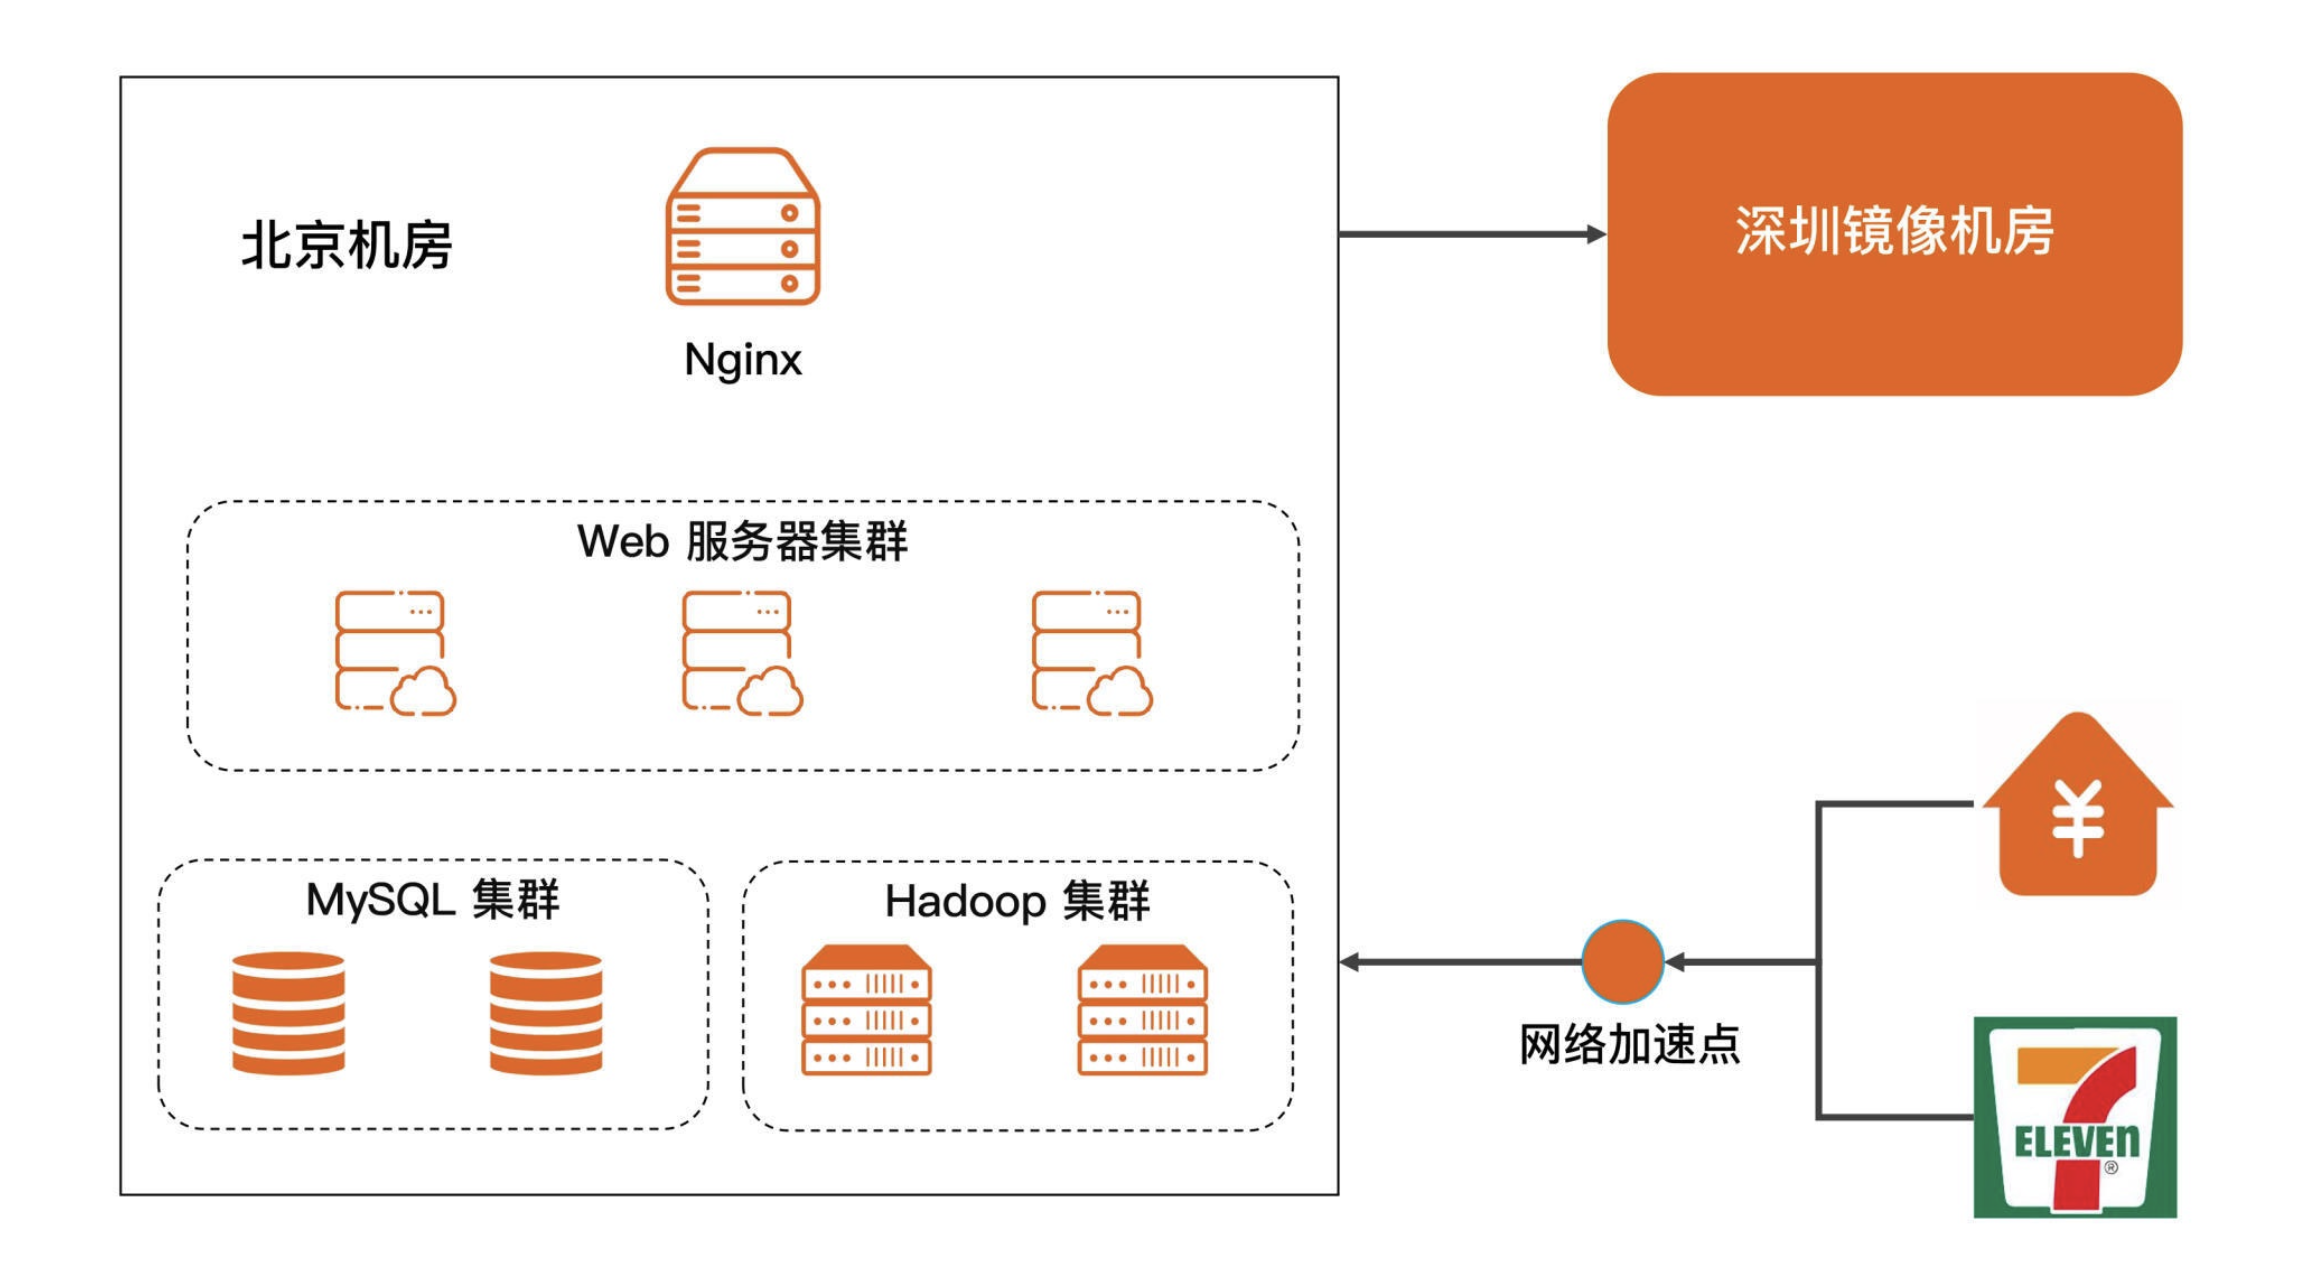 北京机房
Nginx
深圳镜像机房
Web 服务器集群
MySQL 集群
Hadoop 集群
¥
网络加速点
7
ELEVEn
®